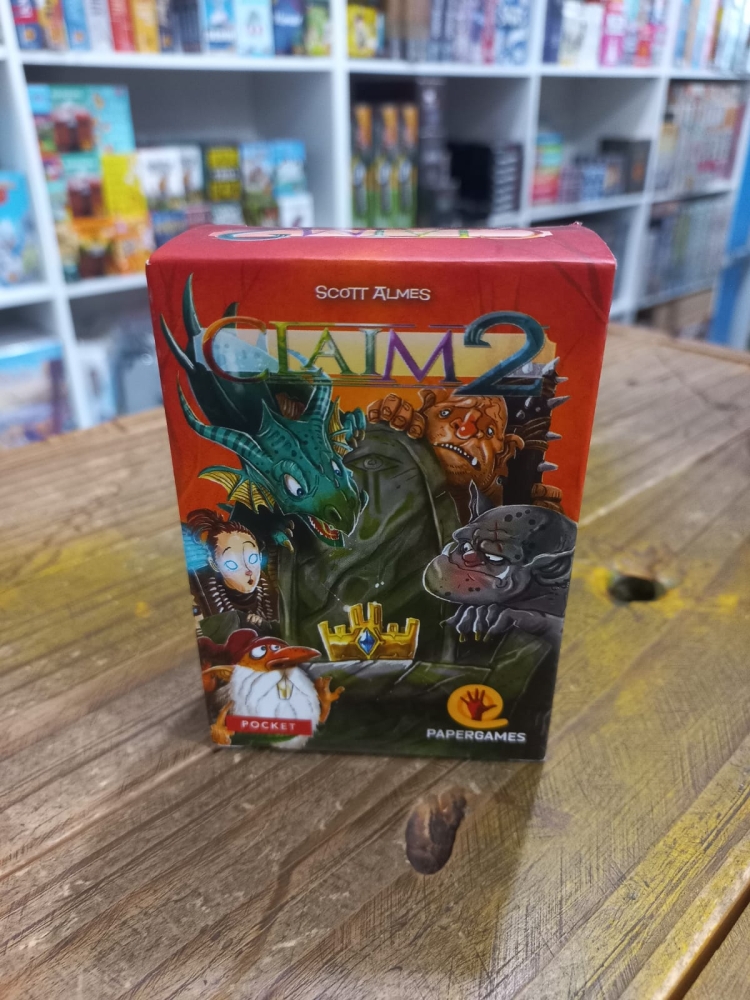 SCOTT ALMES
CLAIM 2
POCKET
PAPERGAMES